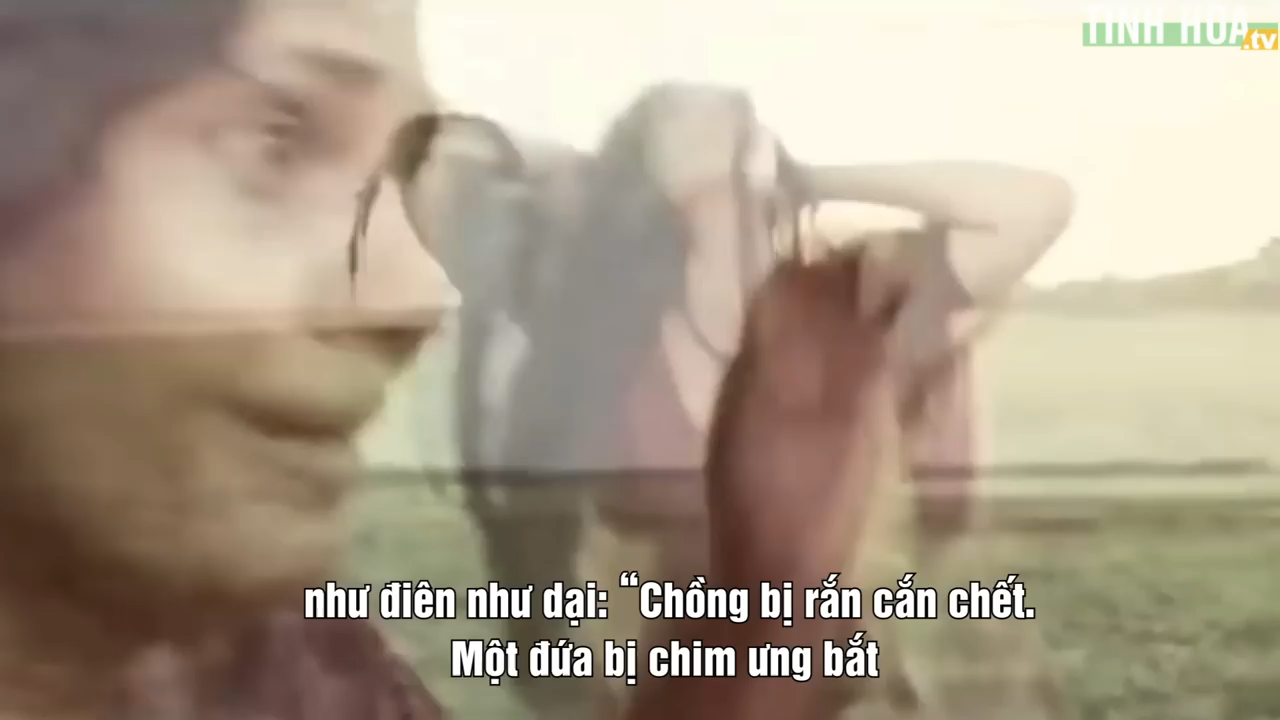 TINH HOA
.tv
như điên như dại: “Chồng bị rắn cắn chết.
Một đứa bị chim ưng bắt